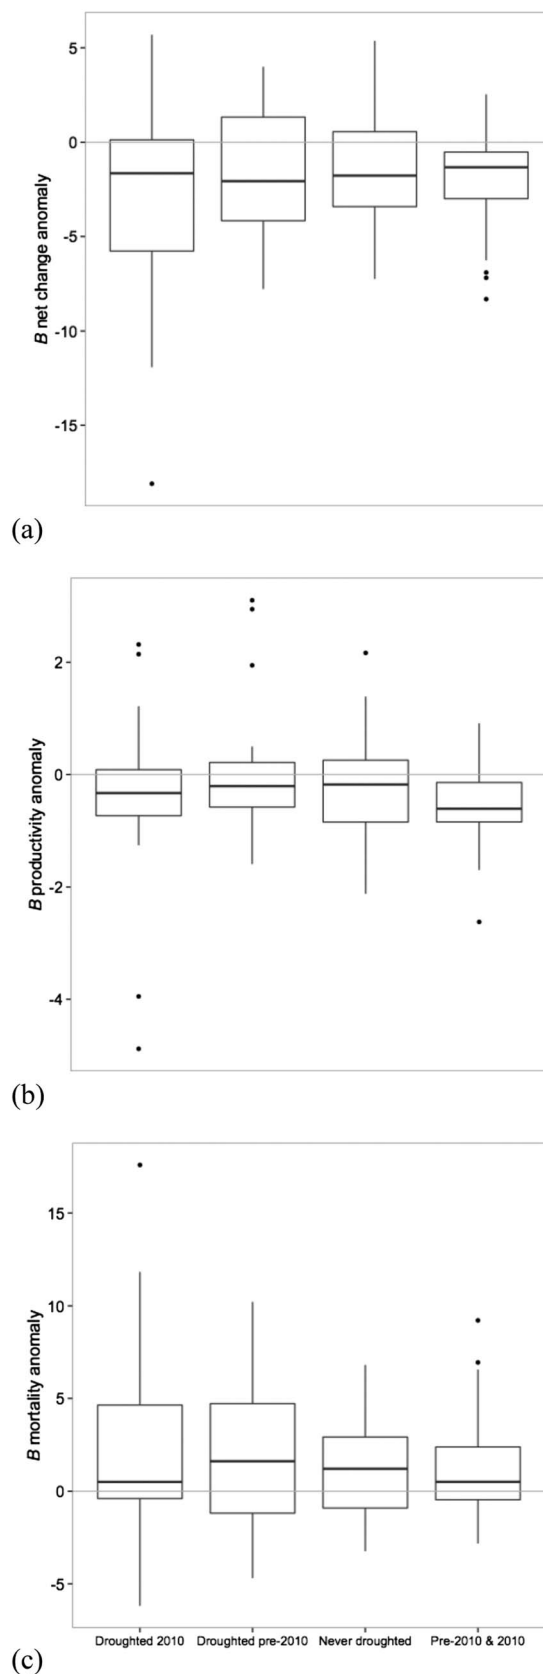 5
0
-5
-10
-15
B net change anomaly
(a)
2
0
-2
-4
B productivity anomaly
(b)
15
10
5
0
-5
B mortality anomaly
Droughted 2010 Droughted pre-2010 Never droughted Pre-2010 & 2010
(c)